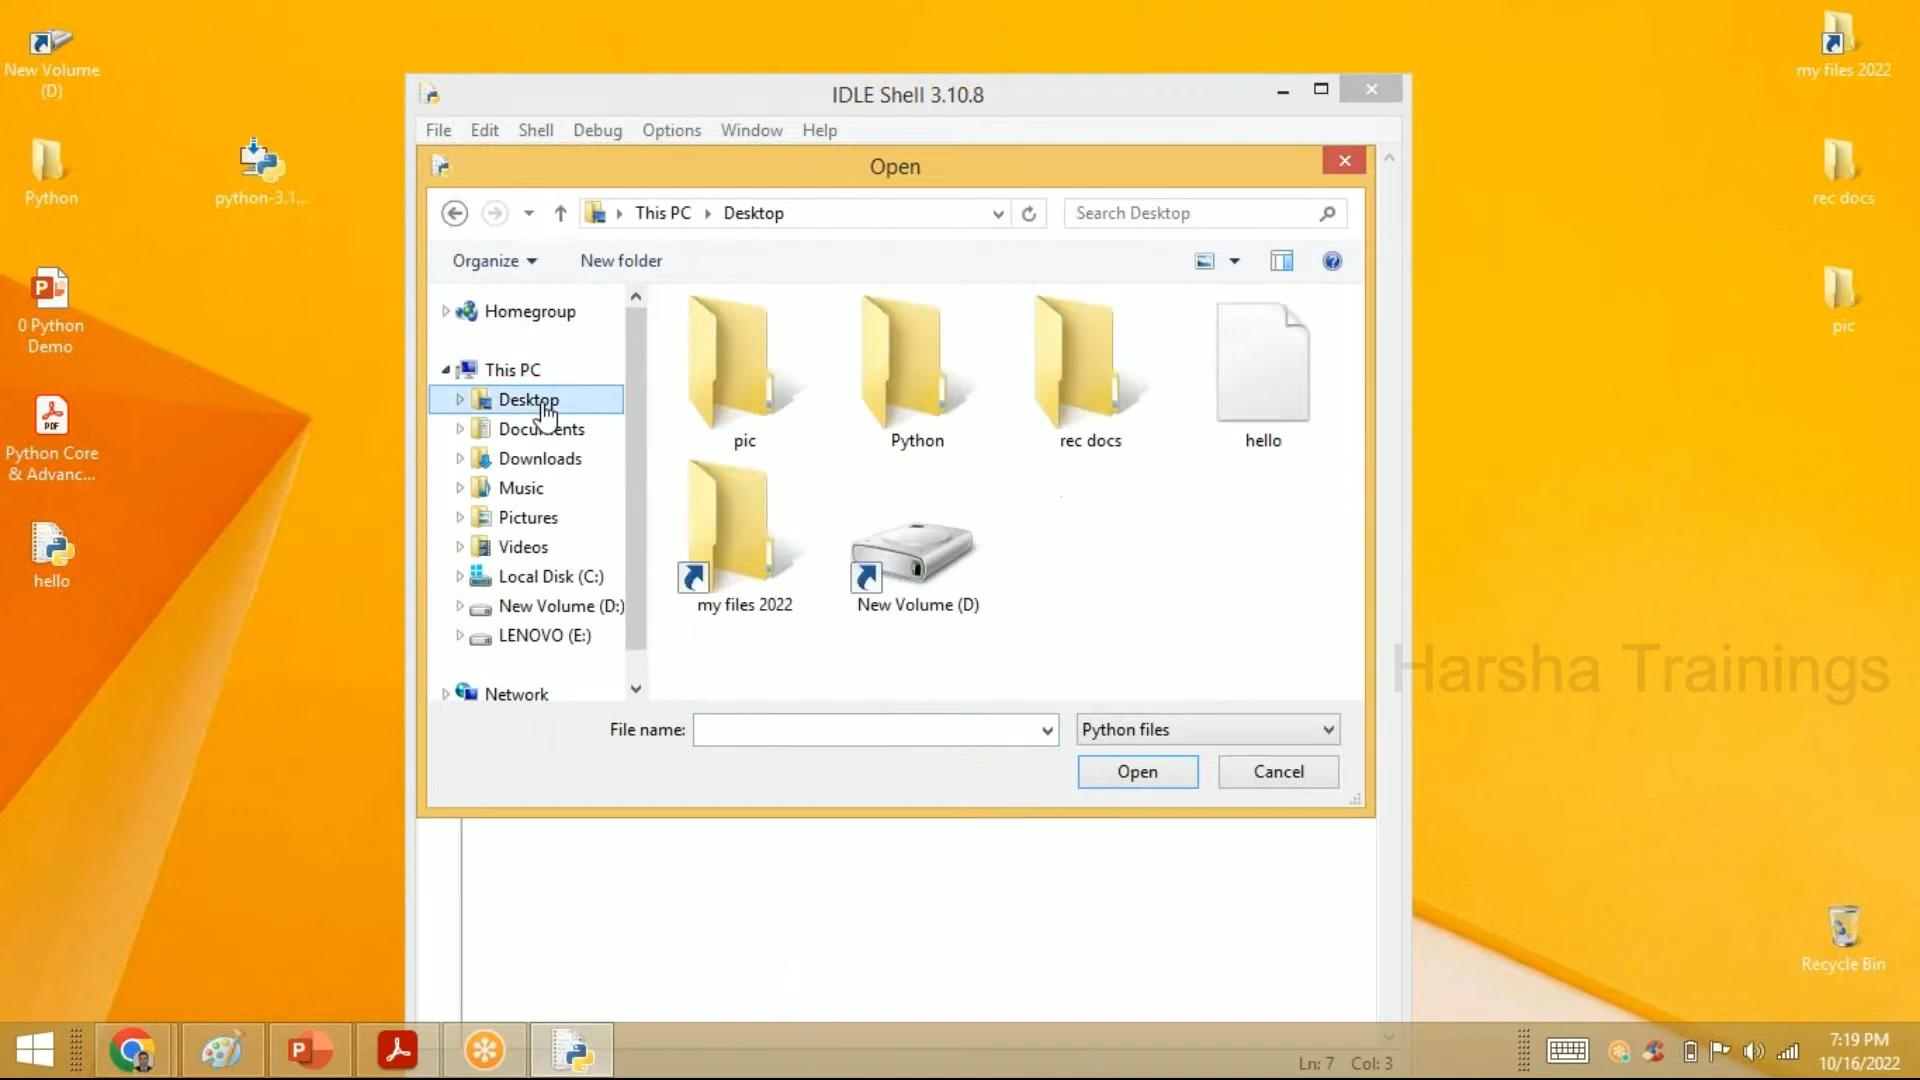 New Volume
(D)
Python
python-3.1...
0 Python
Demo
Python Core
& Advanc...
hello
my files 2022
rec docs
pic
Recycle Bin
IDLE Shell 3.10.8
File Edit Shell Debug Options Window Help
Open
This PC Desktop
Search Desktop
Organize New folder
Homegroup
This PC
Desktop
Documents
Downloads
Music
Pictures
Videos
Local Disk (C:)
New Volume (D:)
LENOVO (E:)
Network
pic
Python
rec docs
hello
my files 2022
New Volume (D)
File name:
Python files
Open
Cancel
Harsha Trainings
Ln: 7 Col: 3
7:19 PM
10/16/2022